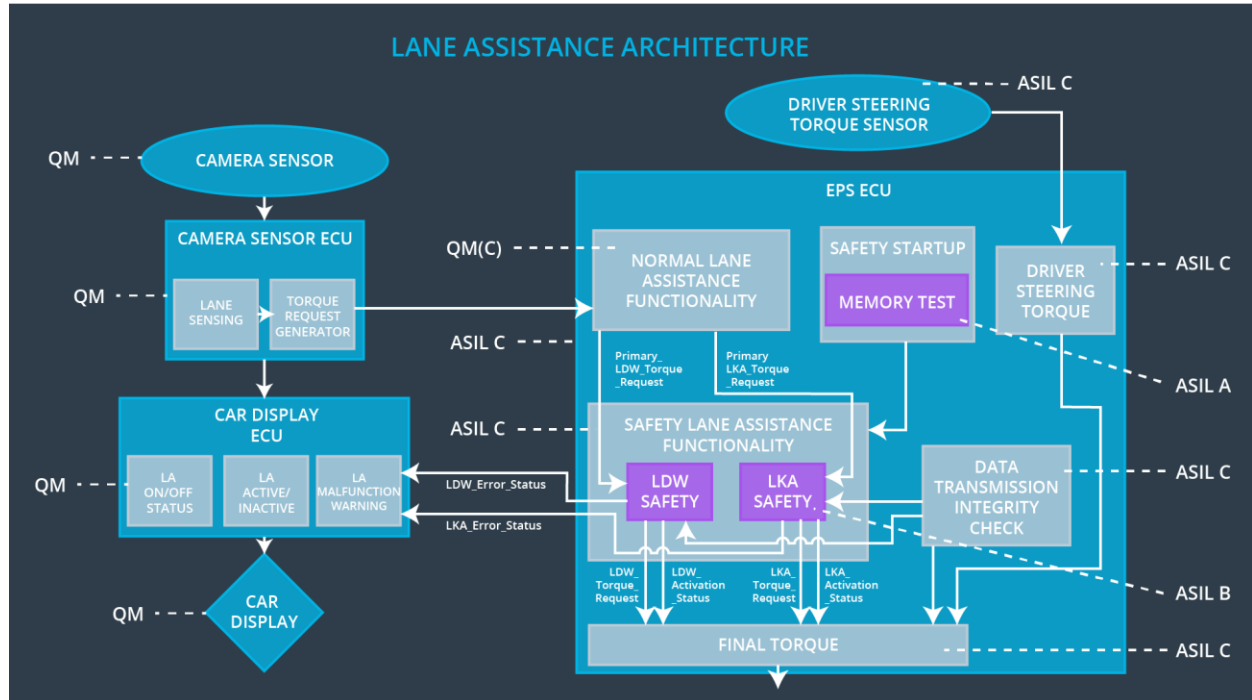 LANE ASSISTANCE ARCHITECTURE
ASIL C
DRIVER STEERING
TORQUE SENSOR
QM
CAMERA SENSOR
EPS ECU
CAMERA SENSOR ECU
QM
LANE
SENSING
TORQUE
REQUEST
GENERATOR
QM(C)
NORMAL LANE
ASSISTANCE
FUNCTIONALITY
SAFETY STARTUP
MEMORY TEST
DRIVER
STEERING
TORQUE
ASIL C
ASIL C
ASIL A
Primary_
LDW_Torque
_Request
Primary
LKA_Torque
_Request
CAR DISPLAY
ECU
QM
LA
ON/OFF
STATUS
LA
ACTIVE/
INACTIVE
LA
MALFUNCTION
WARNING
ASIL C
SAFETY LANE ASSISTANCE
FUNCTIONALITY
LDW
SAFETY
LKA
SAFETY
LDW_Error_Status
LKA_Error_Status
DATA
TRANSMISSION
INTEGRITY
CHECK
ASIL C
ASIL B
LDW_
Torque_
Request
LDW_
Activation
_Status
LKA_
Torque_
Request
LKA_
Activation
_Status
QM
CAR
DISPLAY
FINAL TORQUE
ASIL C